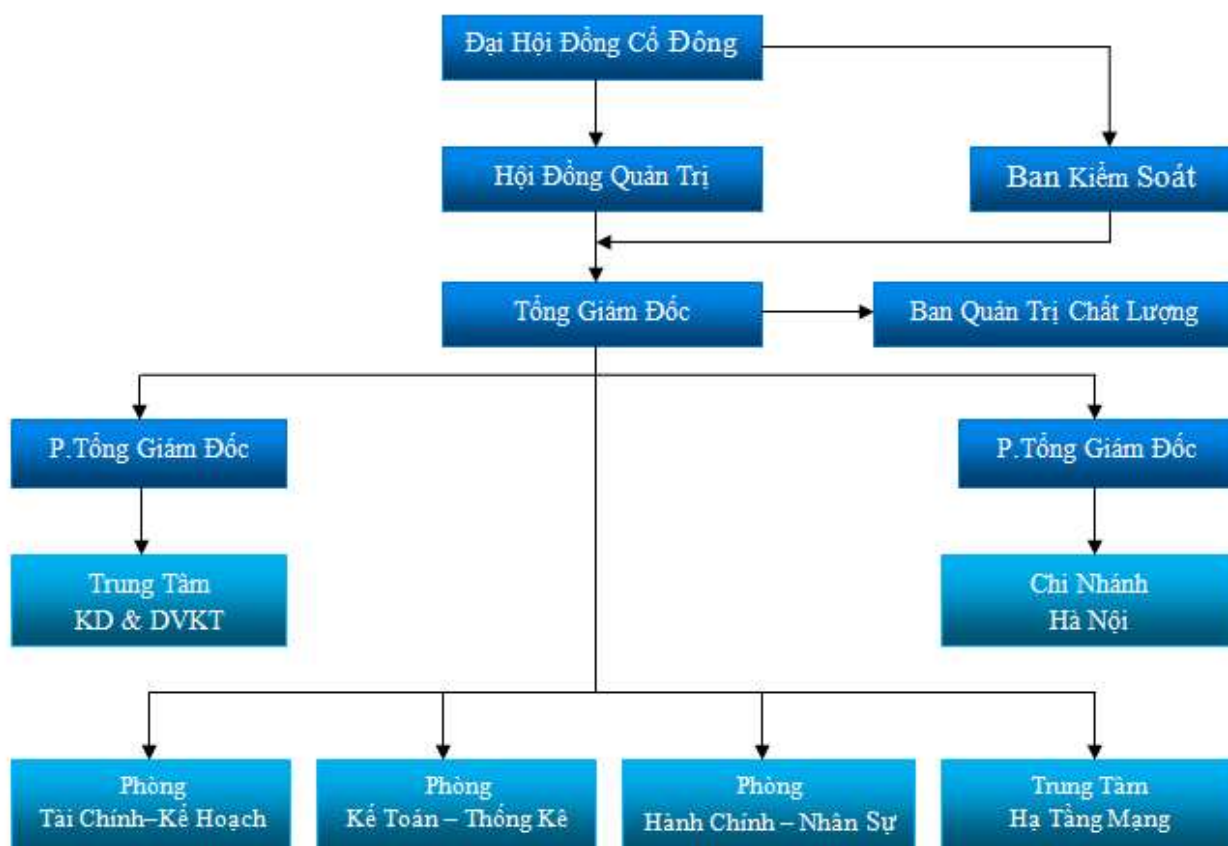 Đại Hội Đồng Cổ Đông
Hội Đồng Quản Trị
Ban Kiểm Soát
Tổng Giám Đốc
Ban Quản Trị Chất Lượng
P.Tổng Giám Đốc
P.Tổng Giám Đốc
Trung Tâm
KD & DVKT
Chi Nhánh
Hà Nội
Phòng
Tài Chính–Kế Hoạch
Phòng
Kế Toán – Thống Kê
Phòng
Hành Chính – Nhân Sự
Trung Tâm
Hạ Tầng Mạng